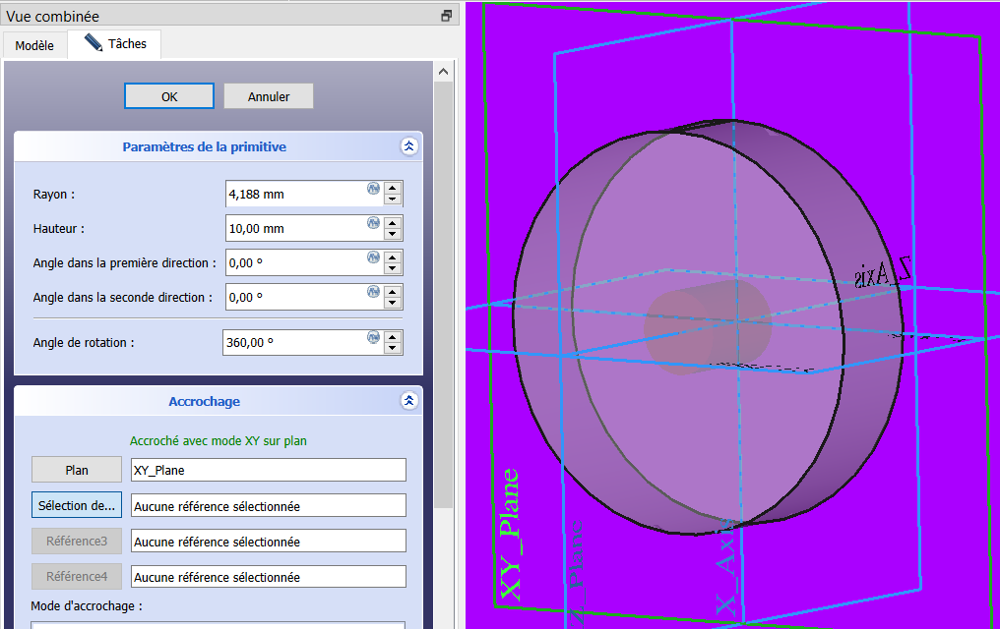 Vue combinée
Modèle
Tâches
OK
Annuler
Paramètres de la primitive
Rayon :
4,188 mm
Hauteur :
10,00 mm
Angle dans la première direction :
0,00 º
Angle dans la seconde direction :
0,00 º
Angle de rotation :
360,00 º
Accrochage
Accroché avec mode XY sur plan
Plan
XY_Plane
Sélection de...
Aucune référence sélectionnée
Référence3
Aucune référence sélectionnée
Référence4
Aucune référence sélectionnée
Mode d'accrochage :
Z_Axis
XY_Plane
X_Axis